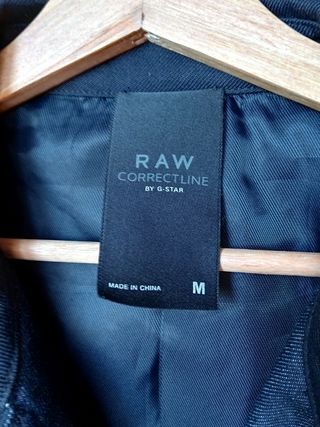 RAW
CORRECTLINE
BY G-STAR
MADE IN CHINA M